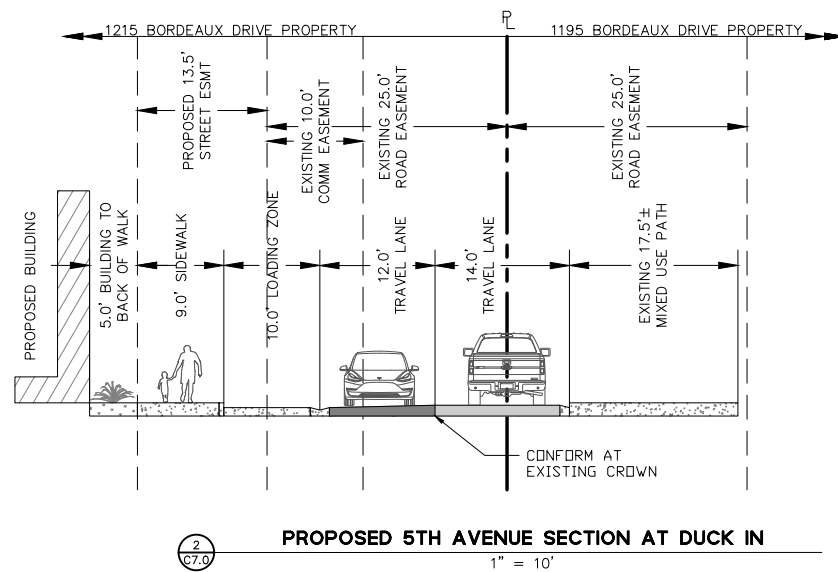 PL
1215 BORDEAUX DRIVE PROPERTY
1195 BORDEAUX DRIVE PROPERTY
PROPOSED 13.5'
STREET ESMT
EXISTING 10.0'
COMM EASEMENT
EXISTING 25.0'
ROAD EASEMENT
EXISTING 25.0'
ROAD EASEMENT
PROPOSED BUILDING
5.0' BUILDING TO
BACK OF WALK
9.0' SIDEWALK
10.0' LOADING ZONE
12.0'
TRAVEL LANE
14.0'
TRAVEL LANE
EXISTING 17.5'±
MIXED USE PATH
CONFORM AT
EXISTING CROWN
2
C7.0
PROPOSED 5TH AVENUE SECTION AT DUCK IN
1" = 10'